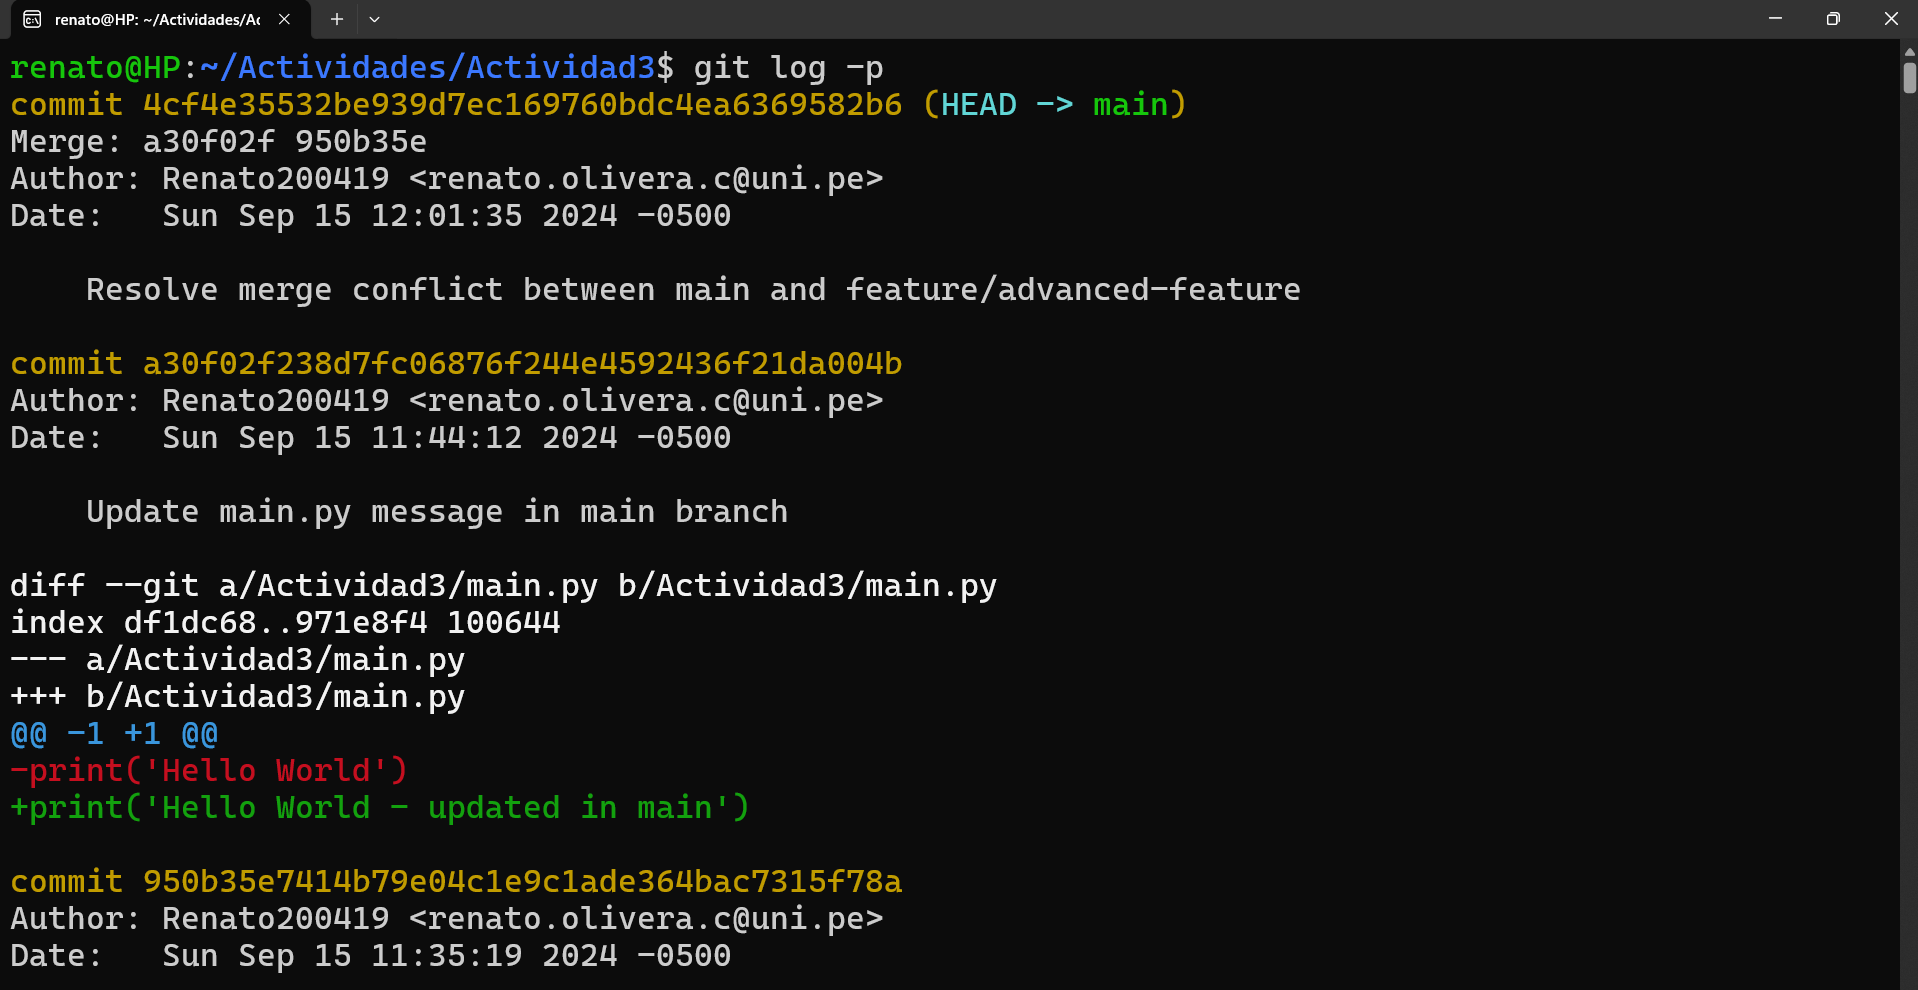 renato@HP: ~/Actividades/Ac
renato@HP:~/Actividades/Actividad3$ git log -p
commit 4cf4e35532be939d7ec169760bdc4ea6369582b6 (HEAD -> main)
Merge: a30f02f 950b35e
Author: Renato200419 <renato.olivera.c@uni.pe>
Date:   Sun Sep 15 12:01:35 2024 -0500
    Resolve merge conflict between main and feature/advanced-feature
commit a30f02f238d7fc06876f244e4592436f21da004b
Author: Renato200419 <renato.olivera.c@uni.pe>
Date:   Sun Sep 15 11:44:12 2024 -0500
    Update main.py message in main branch
diff --git a/Actividad3/main.py b/Actividad3/main.py
index df1dc68..971e8f4 100644
--- a/Actividad3/main.py
+++ b/Actividad3/main.py
@@ -1 +1 @@
-print('Hello World')
+print('Hello World - updated in main')
commit 950b35e7414b79e04c1e9c1ade364bac7315f78a
Author: Renato200419 <renato.olivera.c@uni.pe>
Date:   Sun Sep 15 11:35:19 2024 -0500